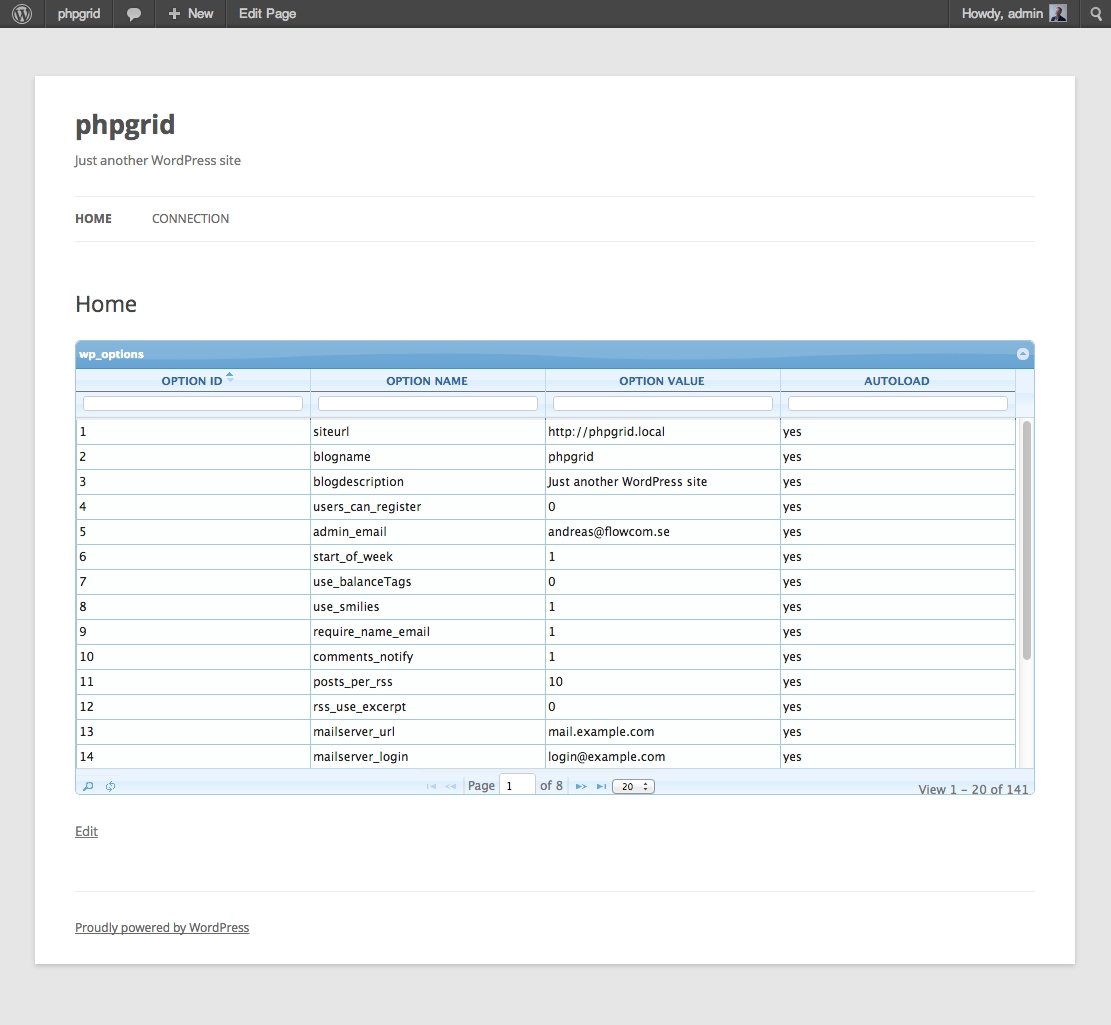 phpgrid New Edit Page Howdy, admin
phpgrid
Just another WordPress site
HOME CONNECTION
Home
wp_options
OPTION ID OPTION NAME OPTION VALUE AUTOLOAD
1 siteurl http://phpgrid.local yes
2 blogname phpgrid yes
3 blogdescription Just another WordPress site yes
4 users_can_register 0 yes
5 admin_email andreas@flowcom.se yes
6 start_of_week 1 yes
7 use_balanceTags 0 yes
8 use_smilies 1 yes
9 require_name_email 1 yes
10 comments_notify 1 yes
11 posts_per_rss 10 yes
12 rss_use_excerpt 0 yes
13 mailserver_url mail.example.com yes
14 mailserver_login login@example.com yes
Page 1 of 8 20 View 1 – 20 of 141
Edit
Proudly powered by WordPress